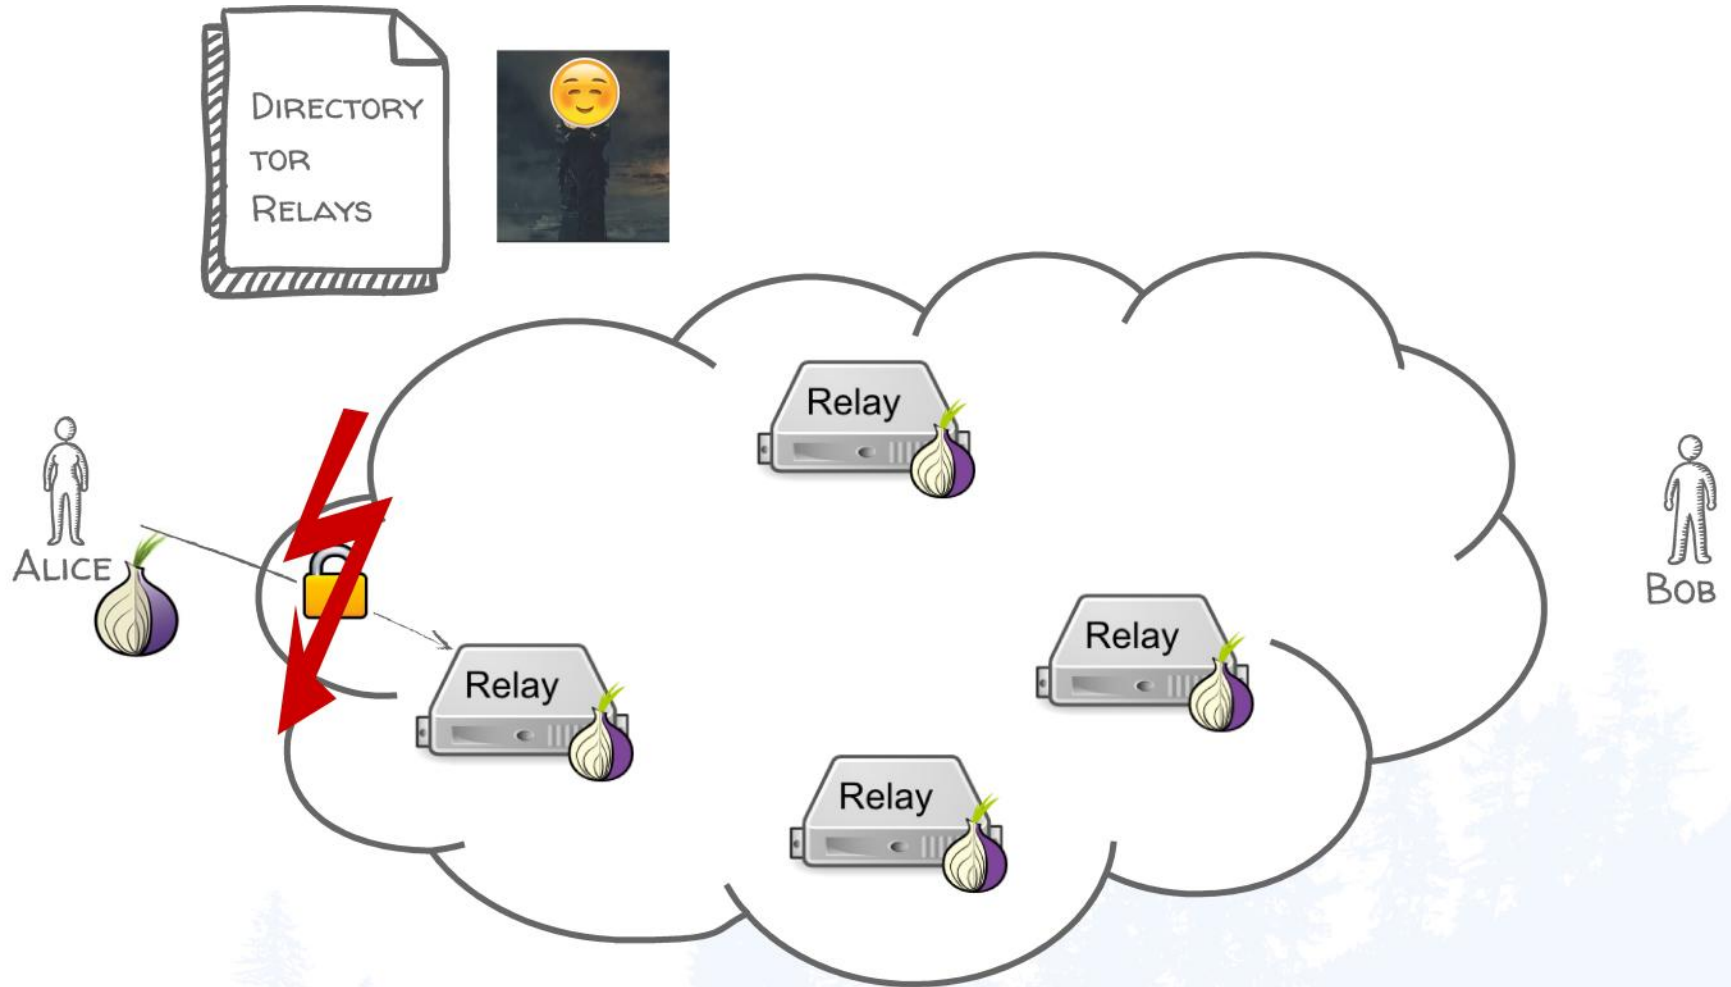 DIRECTORY
TOR
RELAYS
Relay
ALICE
BOB
Relay
Relay
Relay